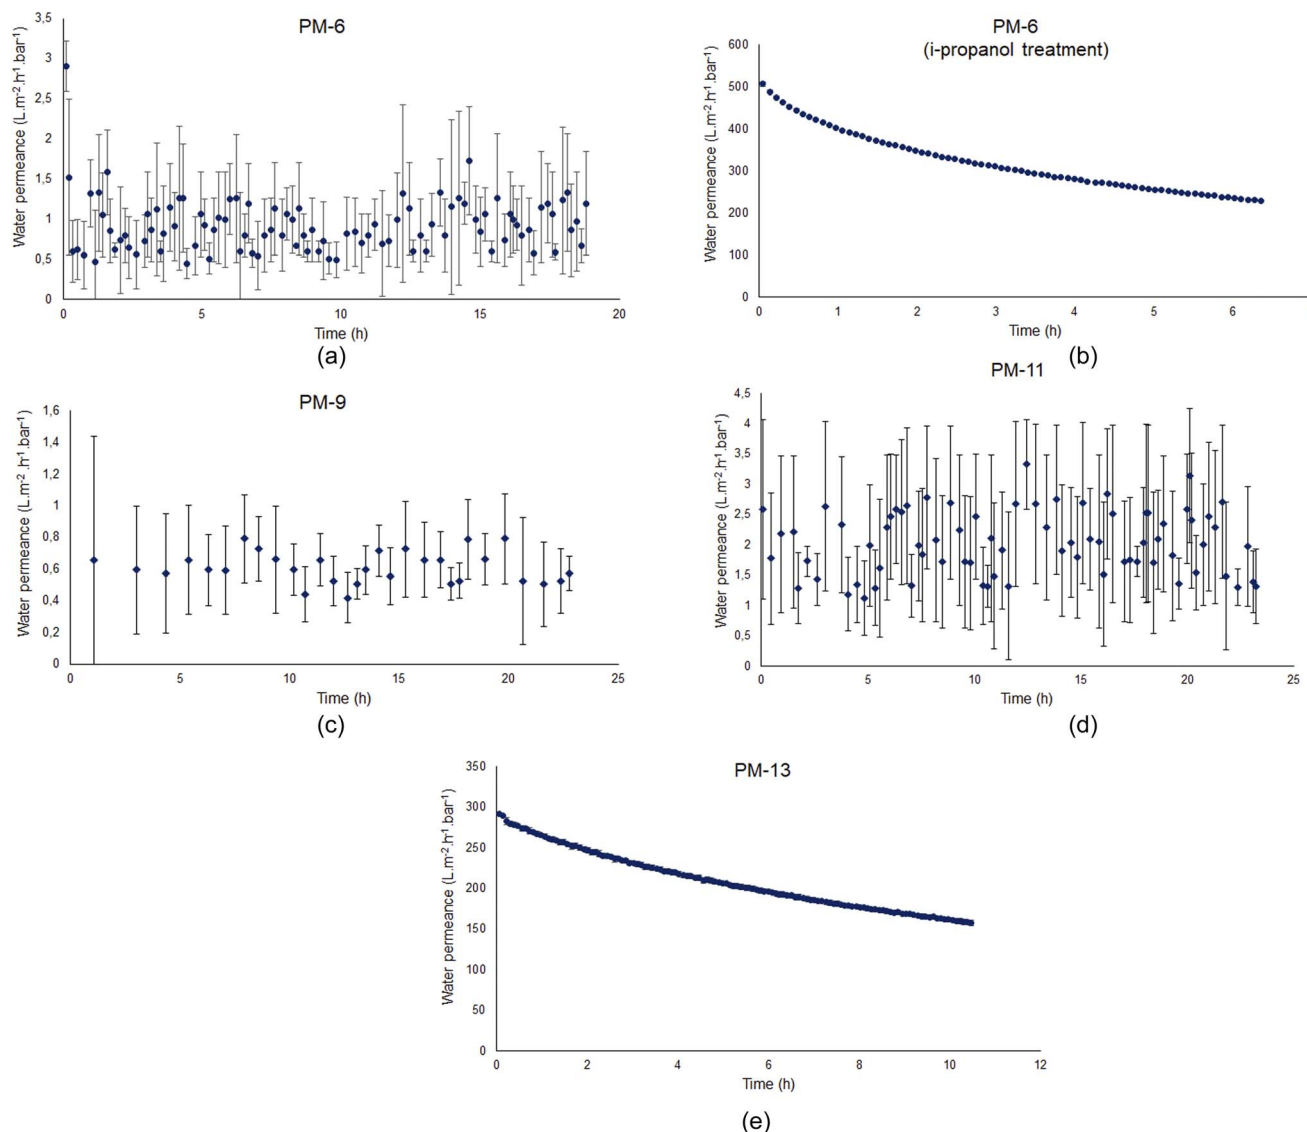 PM-6
Water permeance (L.m-2.h-1.bar-1)
3,5
3
2,5
2
1,5
1
0,5
0
0 5 10 15 20
Time (h)
(a)
PM-6
(i-propanol treatment)
Water permeance (L.m-2.h-1.bar-1)
600
500
400
300
200
100
0
0 1 2 3 4 5 6
Time (h)
(b)
PM-9
Water permeance (L.m-2.h-1.bar-1)
1,6
1,4
1,2
1
0,8
0,6
0,4
0,2
0
0 5 10 15 20 25
Time (h)
(c)
PM-11
Water permeance (L.m-2.h-1.bar-1)
4,5
4
3,5
3
2,5
2
1,5
1
0,5
0
0 5 10 15 20 25
Time (h)
(d)
PM-13
Water permeance (L.m-2.h-1.bar-1)
350
300
250
200
150
100
50
0
0 2 4 6 8 10 12
Time (h)
(e)